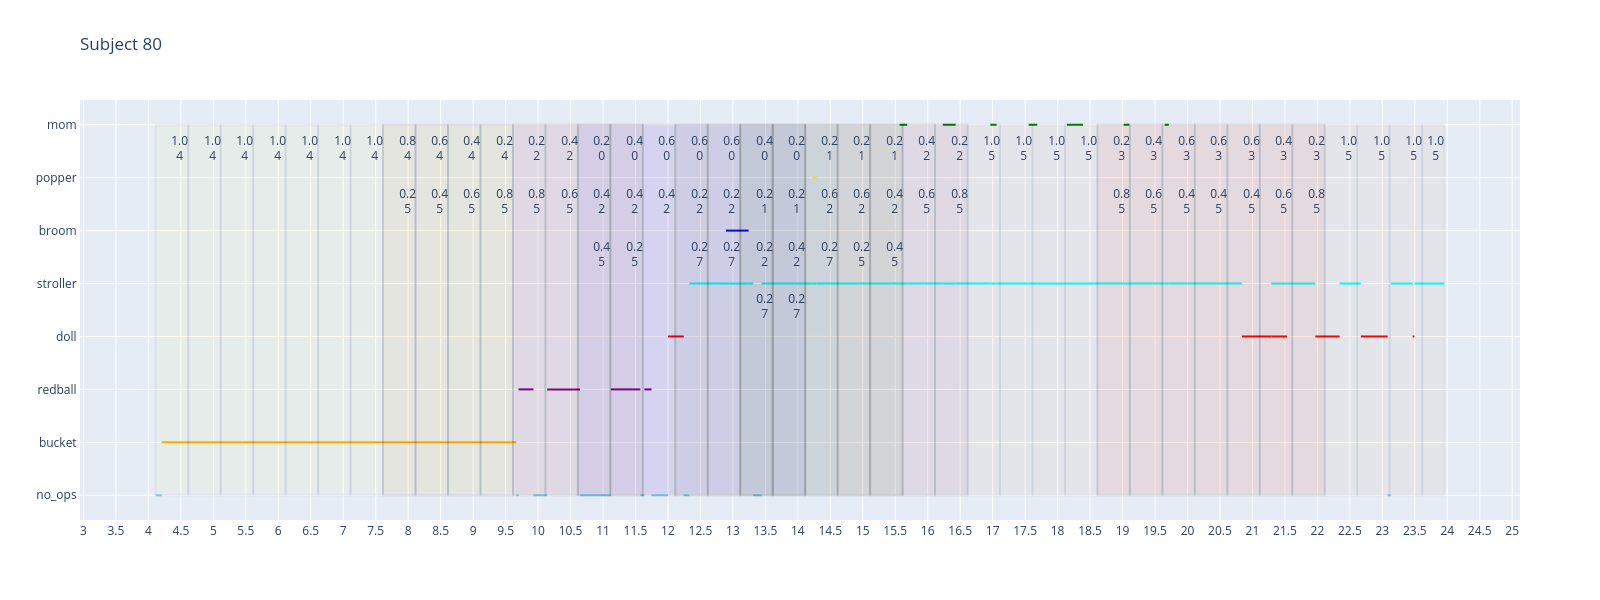 Subject 80
mom
1.0 1.0 1.0 1.0 1.0 1.0 1.0 0.8 0.6 0.4 0.2 0.2 0.4 0.2 0.4 0.6 0.6 0.6 0.4 0.2 0.2 0.2 0.2 0.4 0.2 1.0 1.0 1.0 1.0 0.2 0.4 0.6 0.6 0.6 0.4 0.2 1.0 1.0 1.0 1.0
4 4 4 4 4 4 4 4 4 4 4 2 2 0 0 0 0 0 0 0 1 1 1 2 2 5 5 5 5 3 3 3 3 3 3 3 5 5 5 5
popper
0.2 0.4 0.6 0.8 0.8 0.6 0.4 0.4 0.4 0.2 0.2 0.2 0.2 0.6 0.6 0.4 0.6 0.8 0.8 0.6 0.4 0.4 0.4 0.6 0.8
5 5 5 5 5 5 2 2 2 2 2 1 1 2 2 2 5 5 5 5 5 5 5 5 5
broom
0.4 0.2 0.2 0.2 0.2 0.4 0.2 0.2 0.4
5 5 7 7 2 2 7 5 5
stroller
0.2 0.2
7 7
doll
redball
bucket
no_ops
3 3.5 4 4.5 5 5.5 6 6.5 7 7.5 8 8.5 9 9.5 10 10.5 11 11.5 12 12.5 13 13.5 14 14.5 15 15.5 16 16.5 17 17.5 18 18.5 19 19.5 20 20.5 21 21.5 22 22.5 23 23.5 24 24.5 25